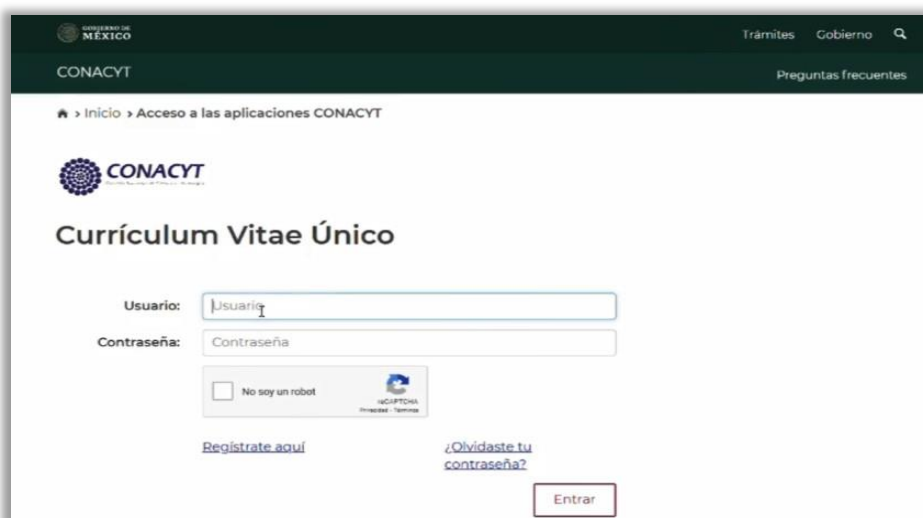 GOBIERNO DE
MÉXICO
Trámites Gobierno
CONACYT
Preguntas frecuentes
> Inicio > Acceso a las aplicaciones CONACYT
CONACYT
Currículum Vitae Único
Usuario: Usuario
Contraseña: Contraseña
No soy un robot
reCAPTCHA
Privacidad - Términos
Regístrate aquí
¿Olvidaste tu
contraseña?
Entrar